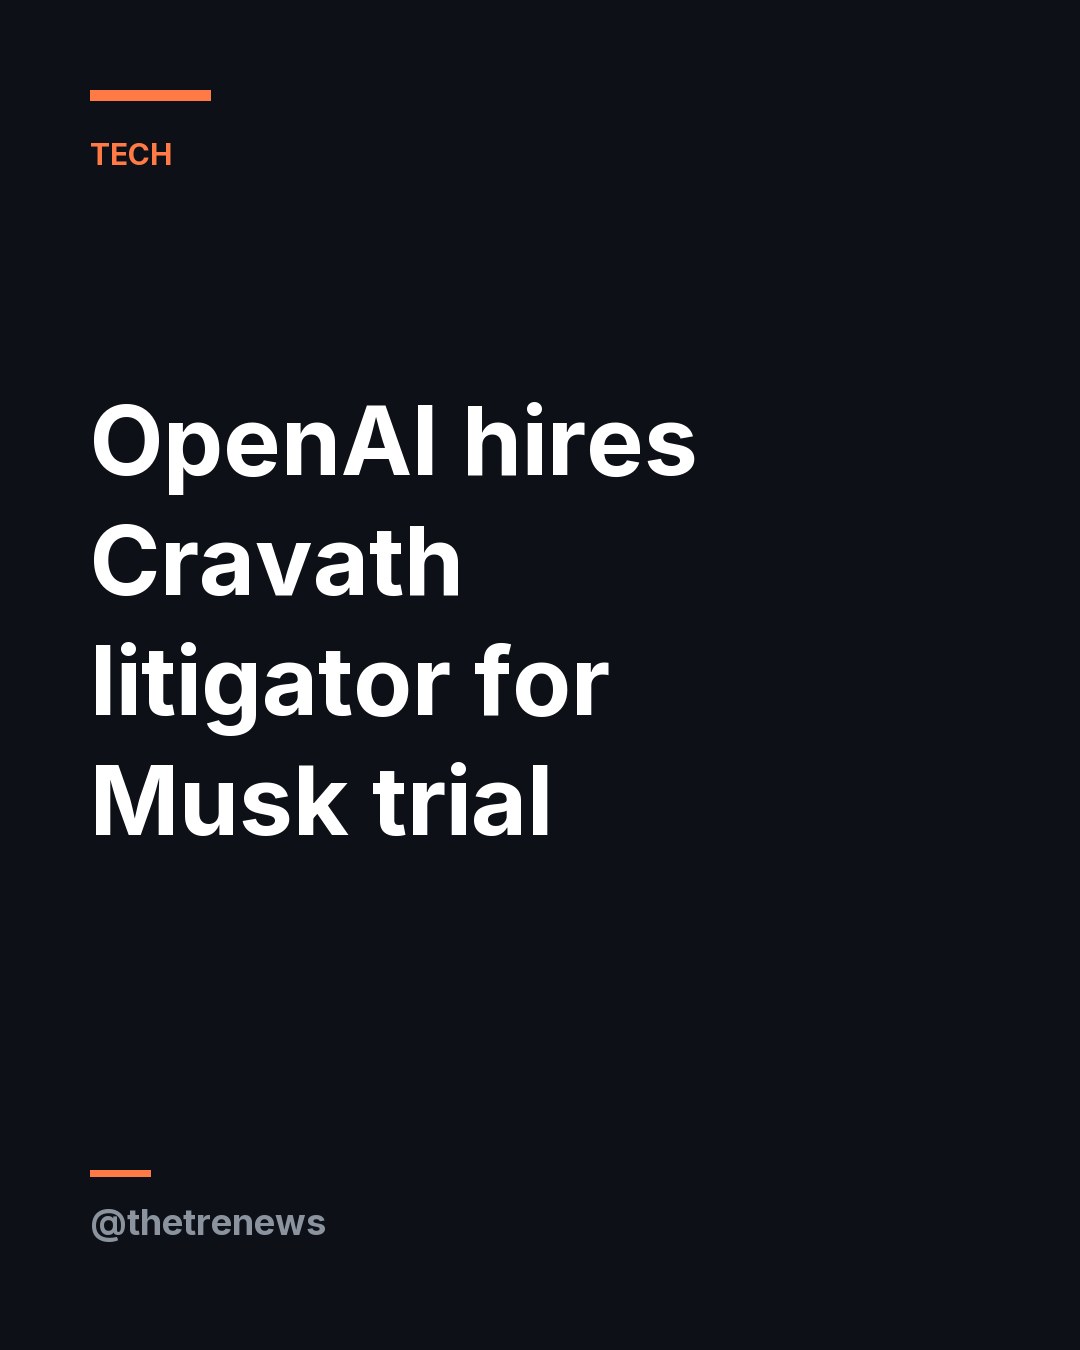 TECH
OpenAI hires
Cravath
litigator for
Musk trial
@thetrenews